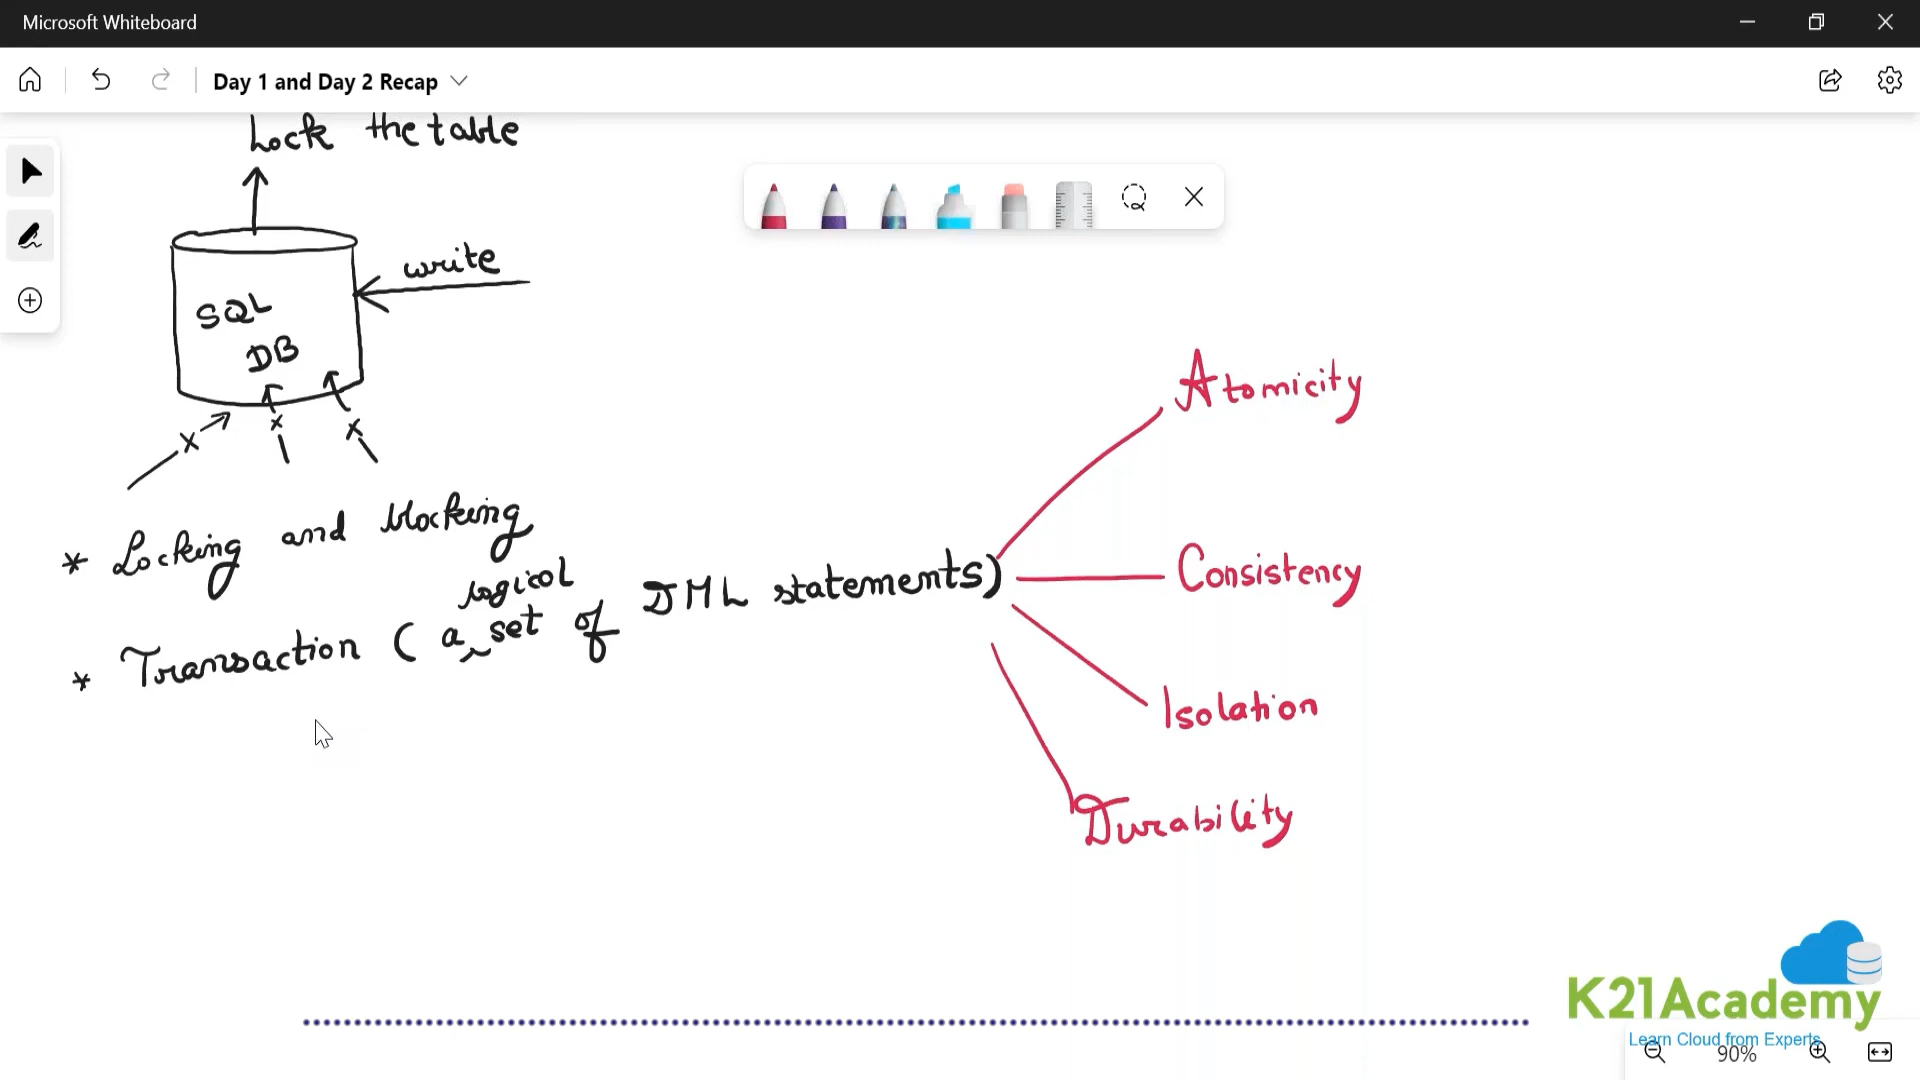 Microsoft Whiteboard
Day 1 and Day 2 Recap
Lock the table
write
SQL
DB
x x x
* Locking and blocking
logical
* Transaction ( a set of DML statements)
Atomicity
Consistency
Isolation
Durability
K21Academy
Learn Cloud from Experts
90%